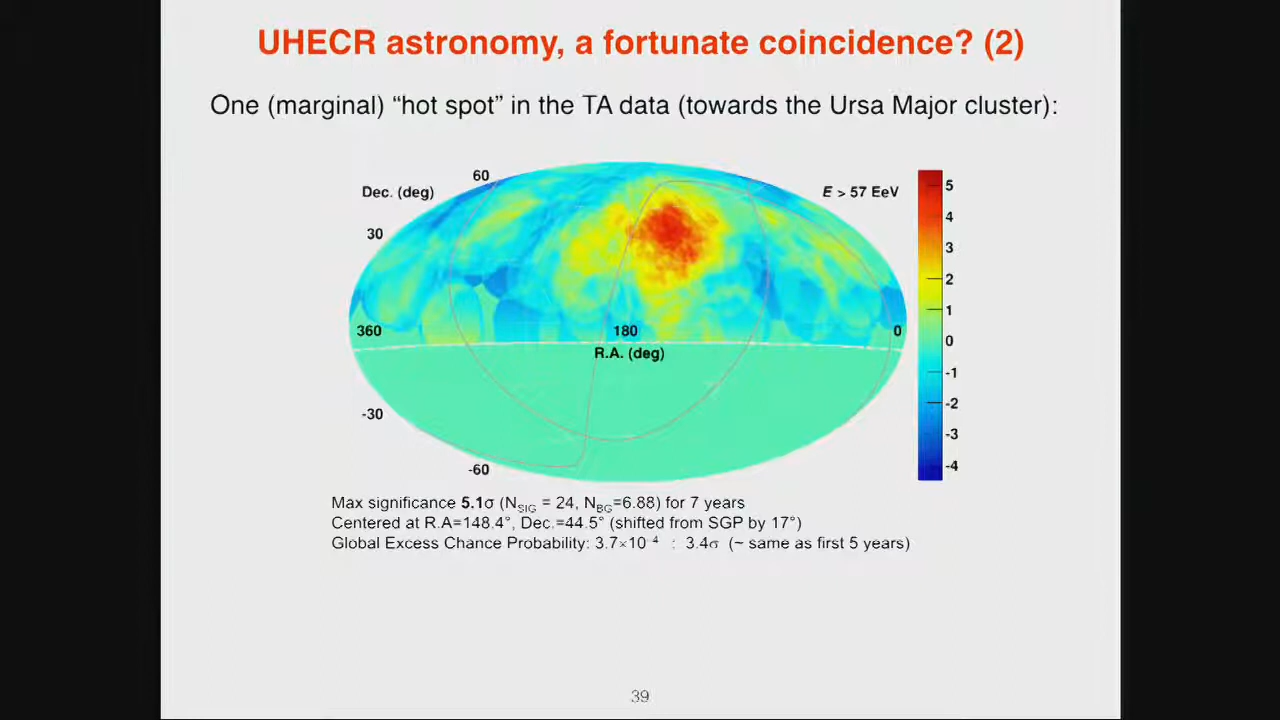 UHECR astronomy, a fortunate coincidence? (2)
One (marginal) “hot spot” in the TA data (towards the Ursa Major cluster):
60
Dec. (deg)
E > 57 EeV
30
360
180
0
R.A. (deg)
-30
-60
5
4
3
2
1
0
-1
-2
-3
-4
Max significance 5.1σ (NSIG = 24, NBG=6.88) for 7 years
Centered at R.A=148.4°, Dec.=44.5° (shifted from SGP by 17°)
Global Excess Chance Probability: 3.7×10-4 : 3.4σ (~ same as first 5 years)
39